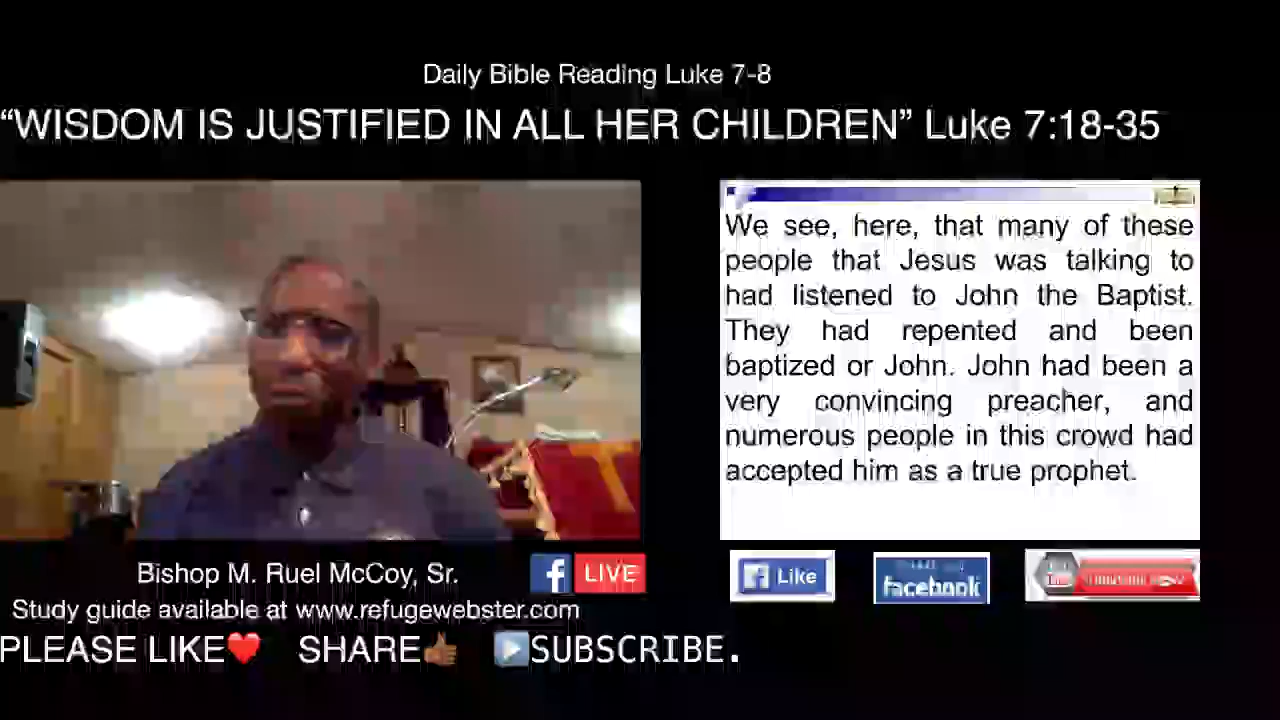 Daily Bible Reading Luke 7-8
“WISDOM IS JUSTIFIED IN ALL HER CHILDREN” Luke 7:18-35
We see, here, that many of these
people that Jesus was talking to
had listened to John the Baptist.
They had repented and been
baptized or John. John had been a
very convincing preacher, and
numerous people in this crowd had
accepted him as a true prophet.
Bishop M. Ruel McCoy, Sr.
LIVE
Like
facebook
Study guide available at www.refugewebster.com
PLEASE LIKE❤️ SHARE👍🏾 ▶️SUBSCRIBE.